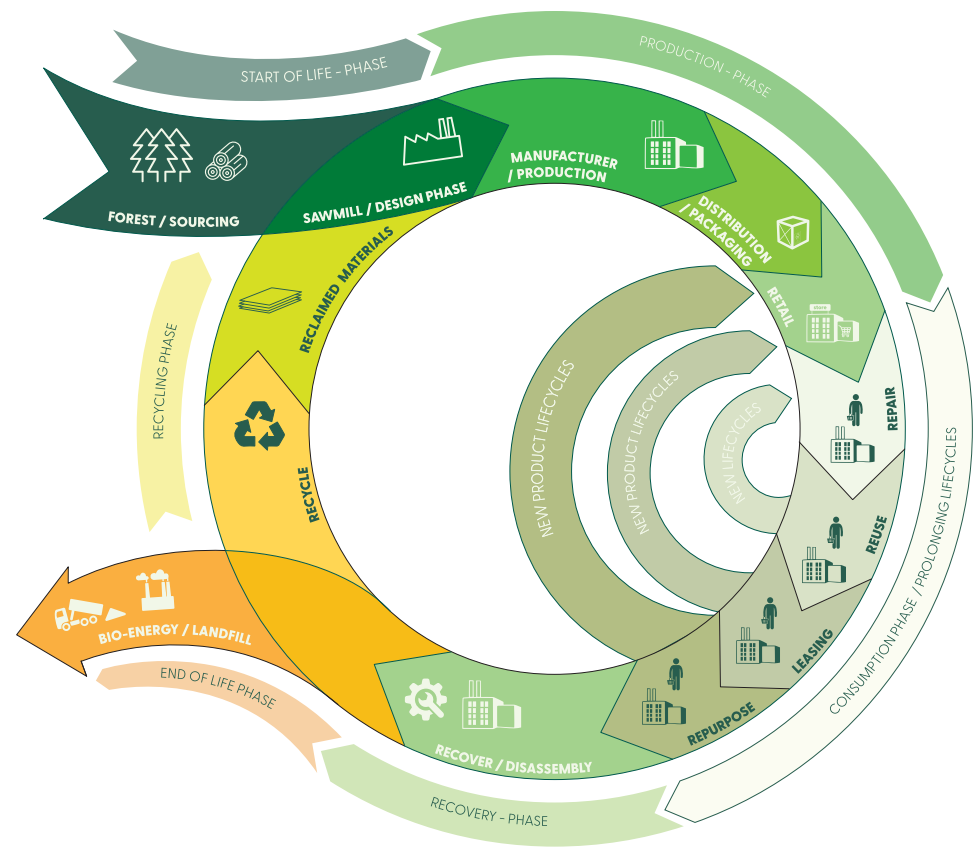 START OF LIFE - PHASE
PRODUCTION - PHASE
FOREST / SOURCING
SAWMILL / DESIGN PHASE
MANUFACTURER
/ PRODUCTION
DISTRIBUTION
/ PACKAGING
RETAIL
store
REPAIR
REUSE
LEASING
REPURPOSE
CONSUMPTION PHASE / PROLONGING LIFECYCLES
NEW PRODUCT LIFECYCLES
NEW PRODUCT LIFECYCLES
NEW LIFECYCLES
RECOVER / DISASSEMBLY
RECOVERY - PHASE
END OF LIFE PHASE
BIO-ENERGY / LANDFILL
RECYCLE
RECYCLING PHASE
RECLAIMED MATERIALS